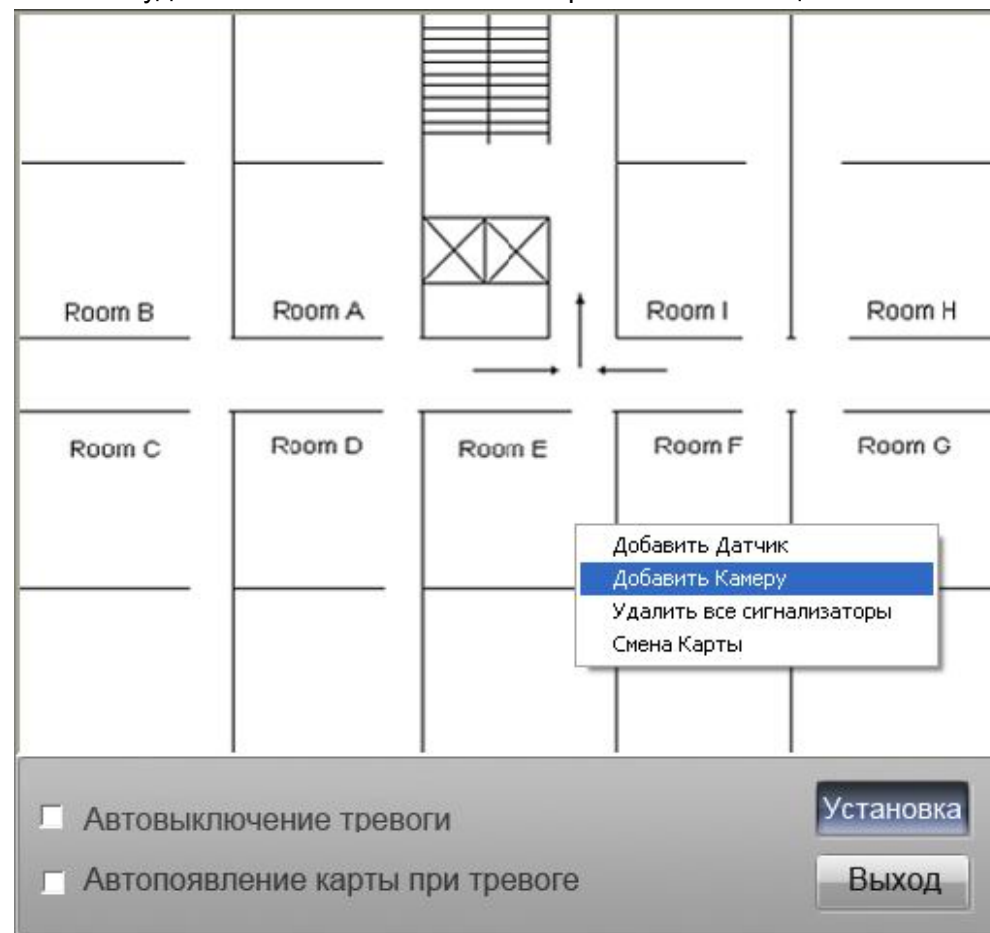 Room B Room A Room I Room H
Room C Room D Room E Room F Room G
Добавить Датчик
Добавить Камеру
Удалить все сигнализаторы
Смена Карты
Автовыключение тревоги
Установка
Автопоявление карты при тревоге
Выход